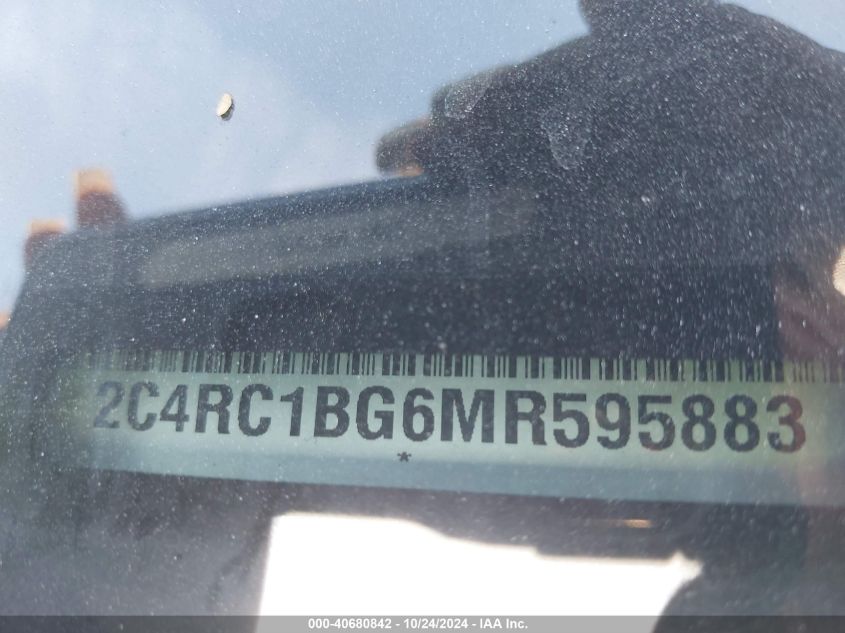 2C4RC1BG6MR595883
*
000-40680842 - 10/24/2024 - IAA Inc.